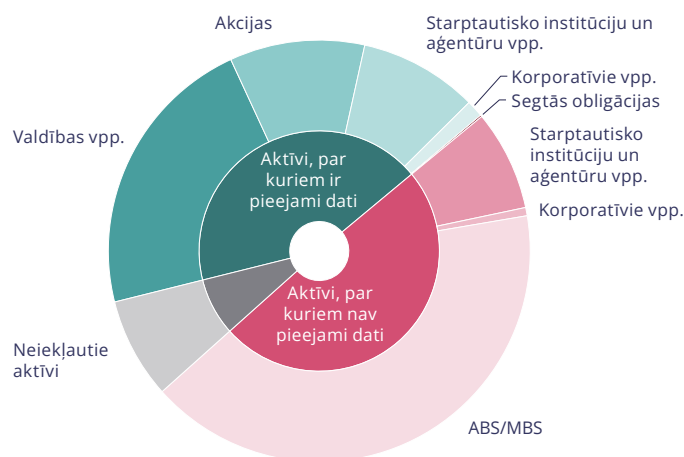 Akcijas
Starptautisko institūciju un
aģentūru vpp.
Korporatīvie vpp.
Segtās obligācijas
Starptautisko
institūciju un
aģentūru vpp.
Korporatīvie vpp.
Valdības vpp.
Aktīvi, par
kuriem ir
pieejami dati
Aktīvi, par
kuriem nav
pieejami dati
Neiekļautie
aktīvi
ABS/MBS